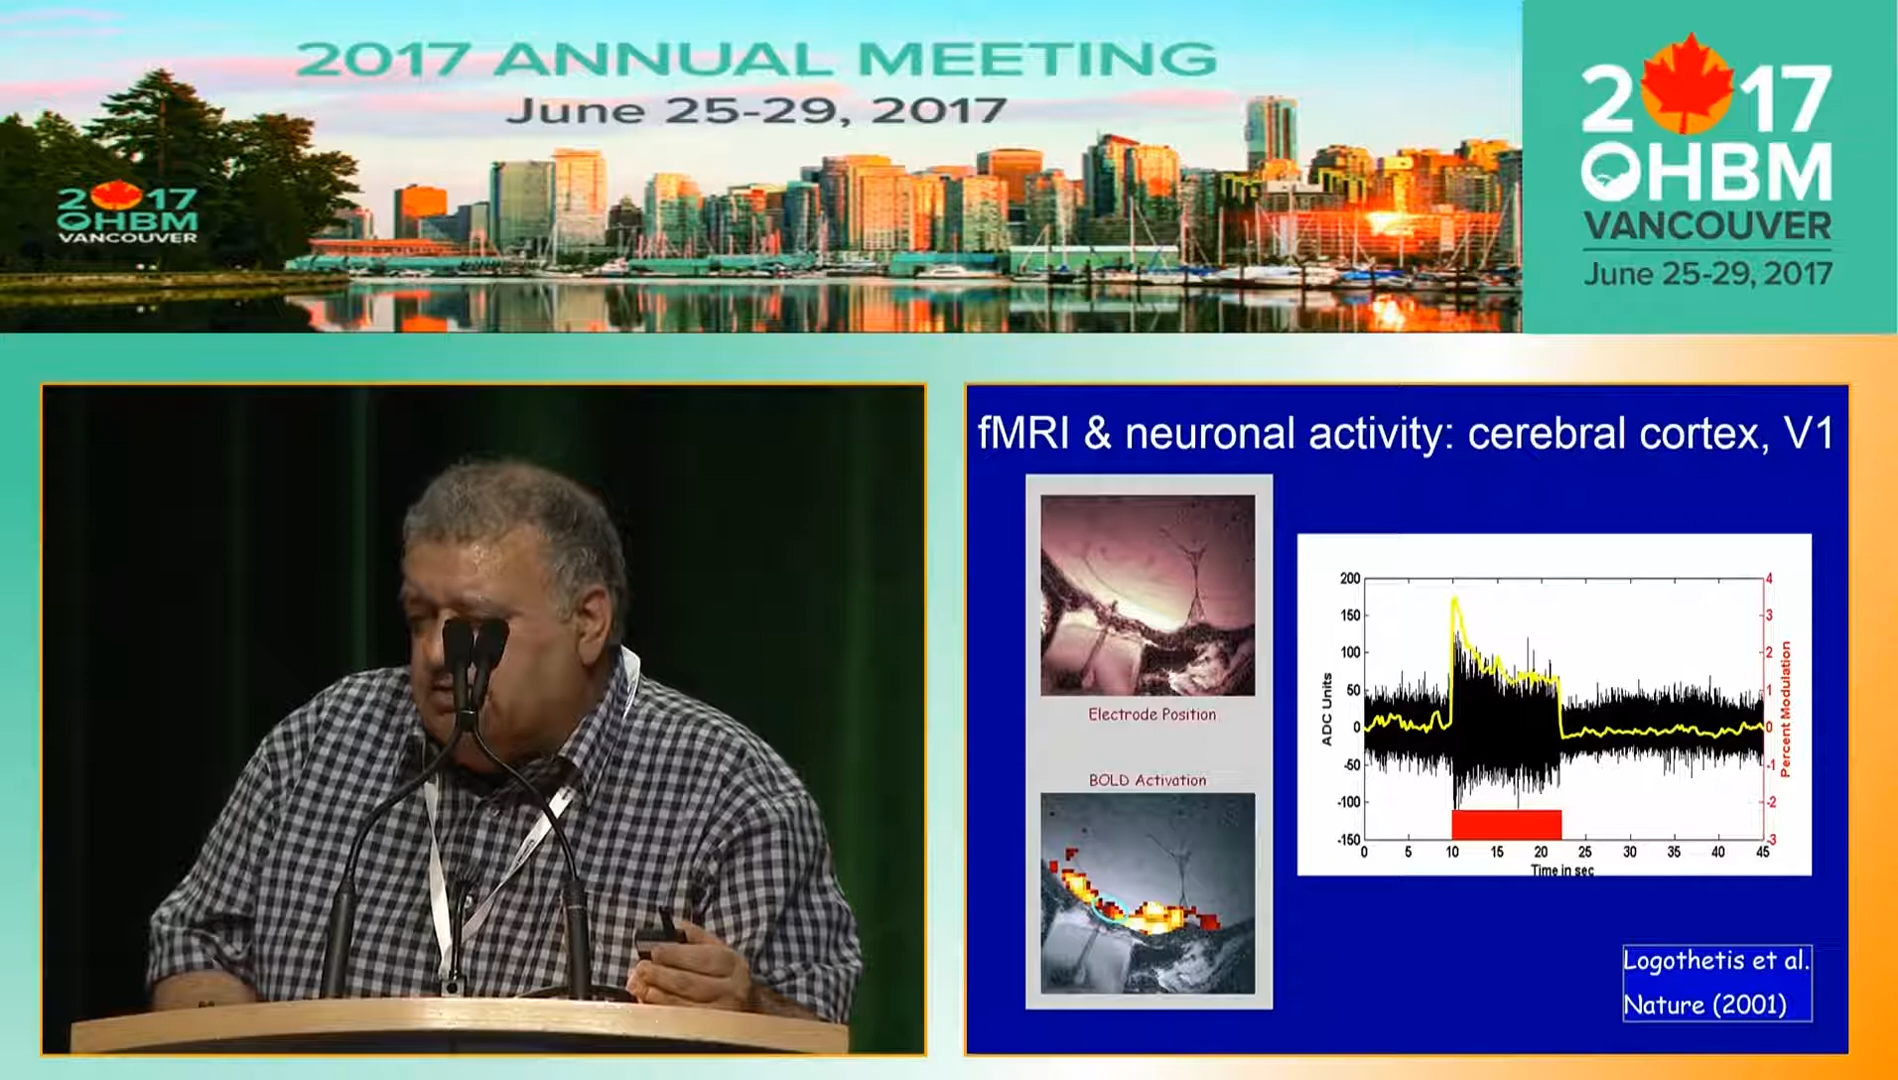 2017 ANNUAL MEETING
June 25-29, 2017
2017
OHBM
VANCOUVER
2017
OHBM
VANCOUVER
June 25-29, 2017
fMRI & neuronal activity: cerebral cortex, V1
Electrode Position
BOLD Activation
200
150
100
50
0
-50
-100
-150
ADC Units
4
3
2
1
0
-1
-2
-3
Percent Modulation
0 5 10 15 20 25 30 35 40 45
Time in sec
Logothetis et al.
Nature (2001)